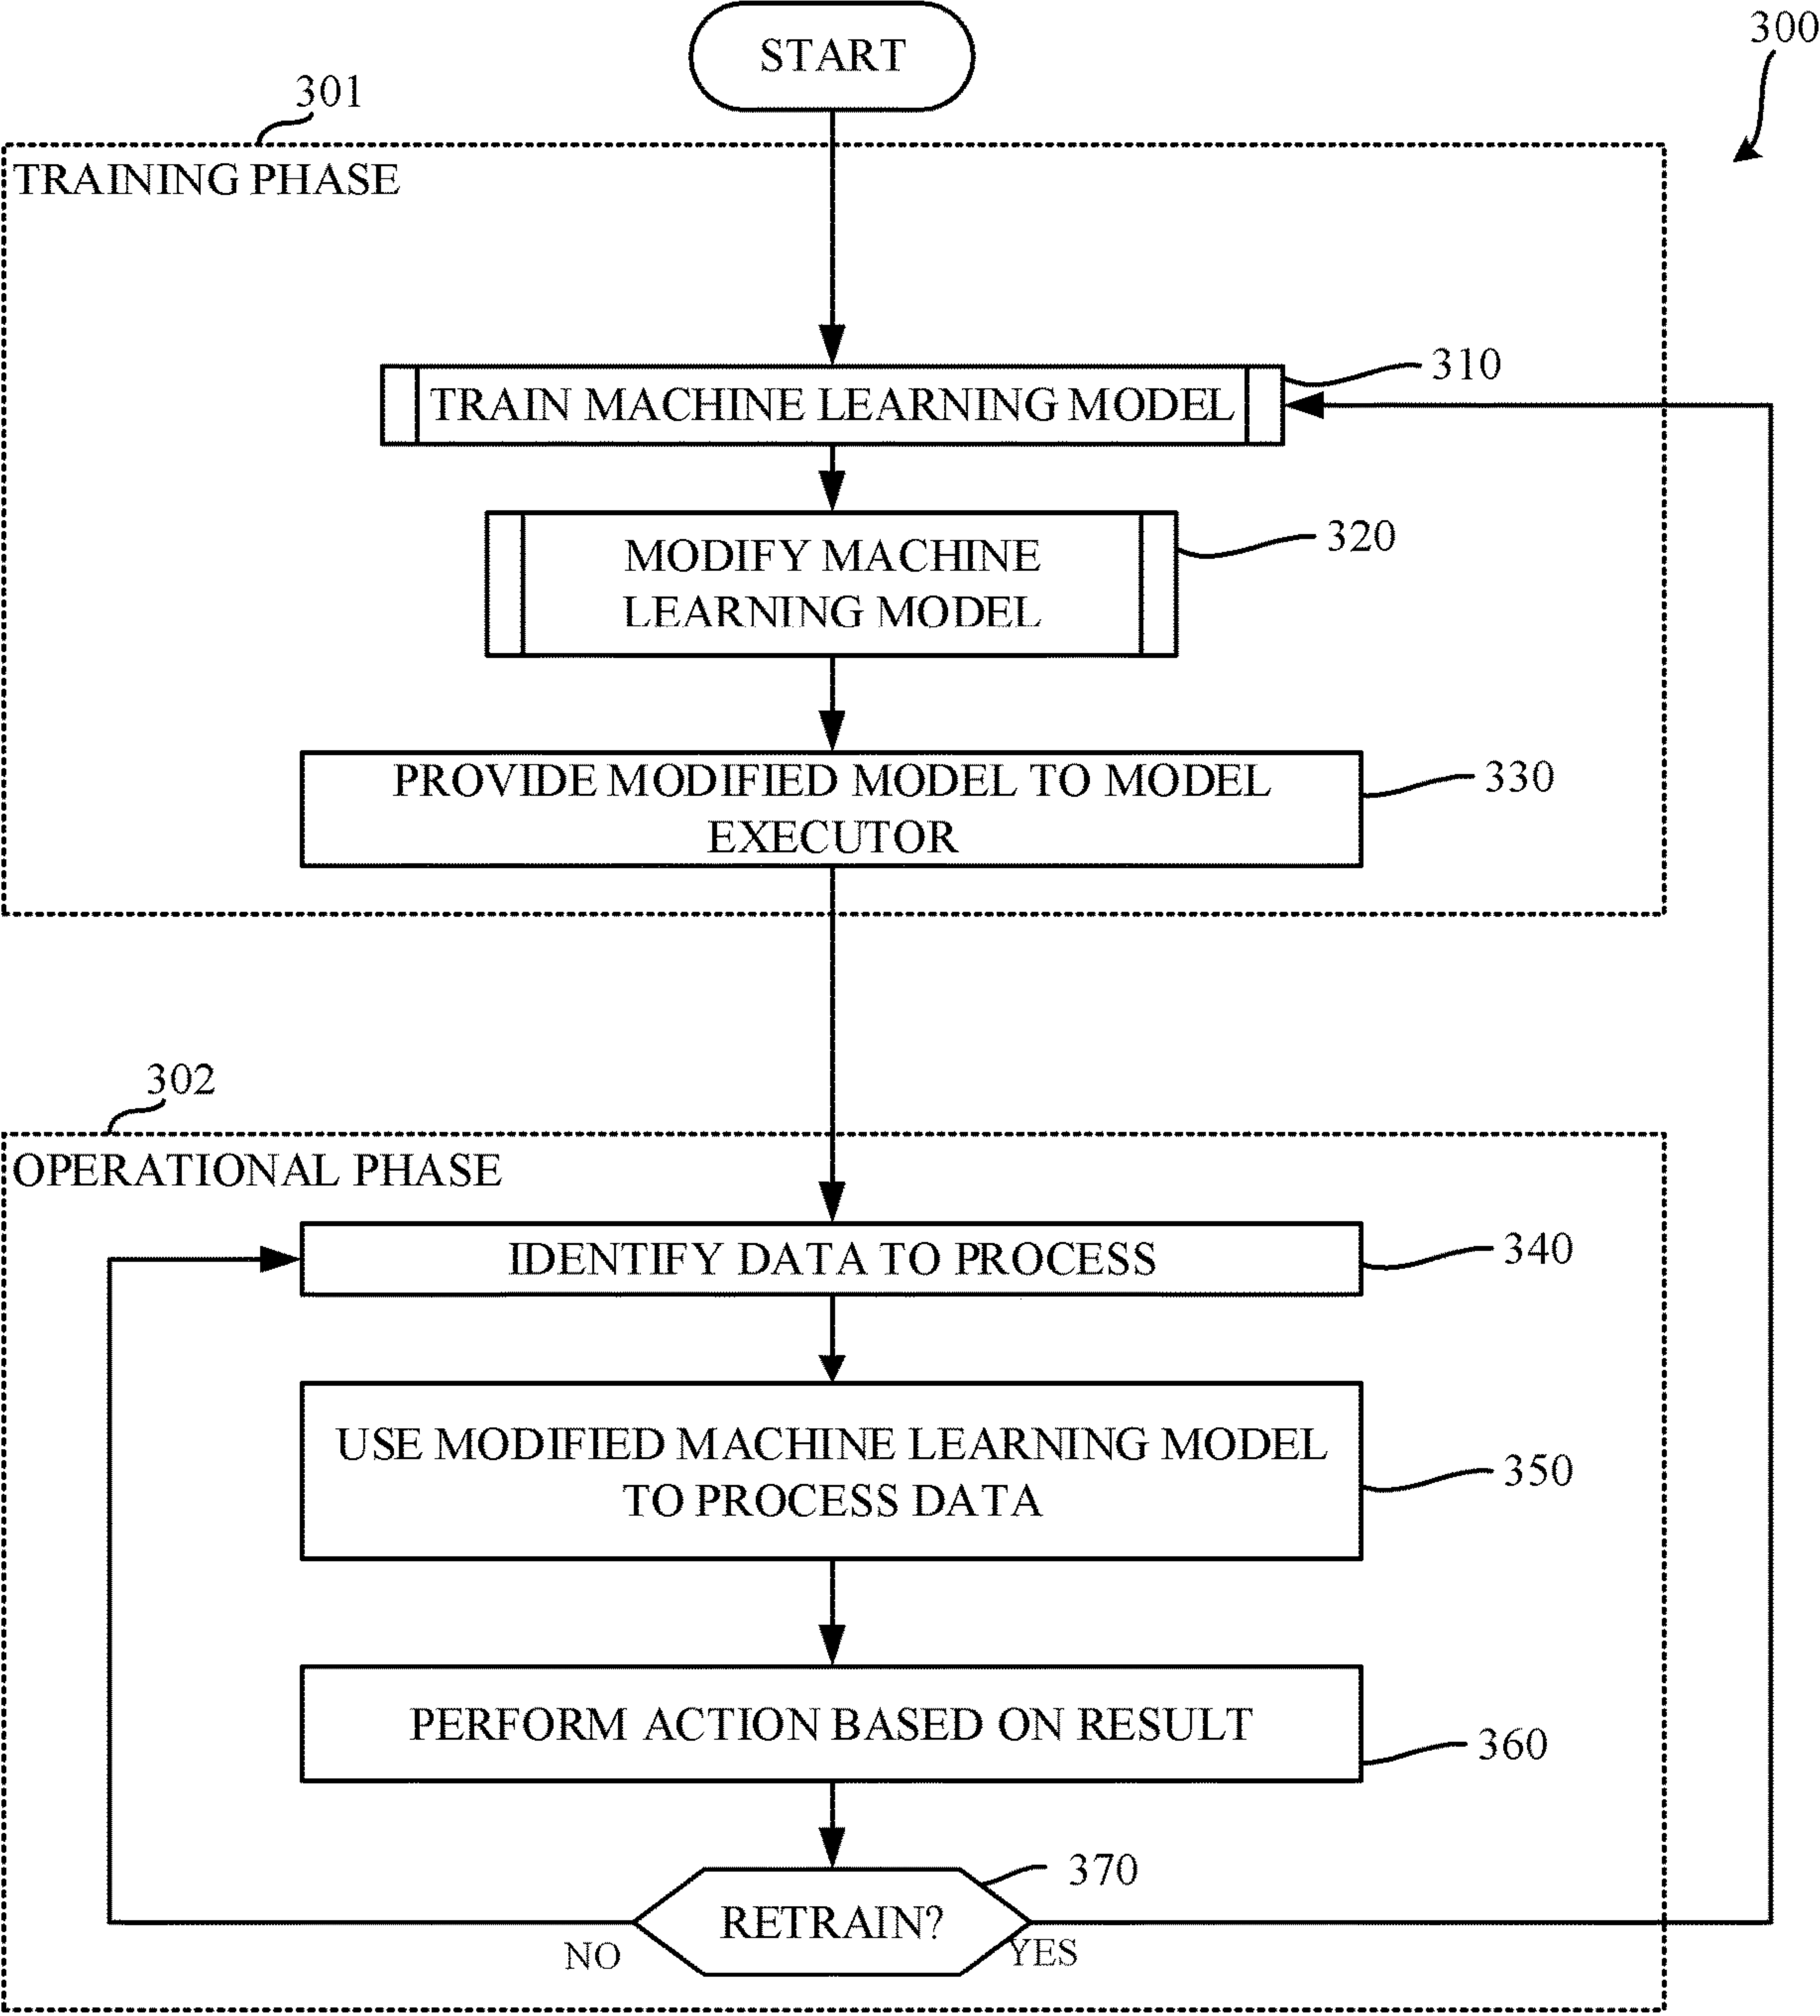 START
300
301
TRAINING PHASE
310
TRAIN MACHINE LEARNING MODEL
320
MODIFY MACHINE
LEARNING MODEL
330
PROVIDE MODIFIED MODEL TO MODEL
EXECUTOR
302
OPERATIONAL PHASE
340
IDENTIFY DATA TO PROCESS
350
USE MODIFIED MACHINE LEARNING MODEL
TO PROCESS DATA
PERFORM ACTION BASED ON RESULT
360
370
RETRAIN?
NO
YES